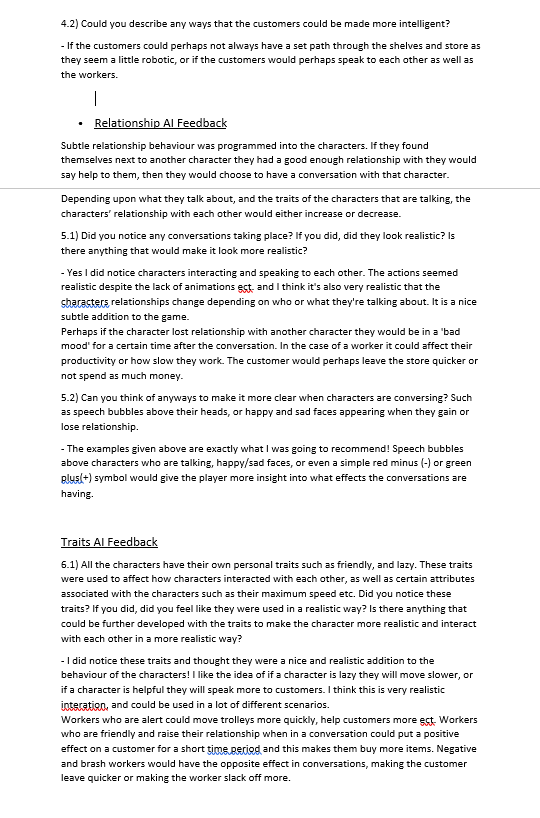 4.2) Could you describe any ways that the customers could be made more intelligent?
- If the customers could perhaps not always have a set path through the shelves and store as
they seem a little robotic, or if the customers would perhaps speak to each other as well as
the workers.
• Relationship AI Feedback
Subtle relationship behaviour was programmed into the characters. If they found
themselves next to another character they had a good enough relationship with they would
say help to them, then they would choose to have a conversation with that character.
Depending upon what they talk about, and the traits of the characters that are talking, the
characters' relationship with each other would either increase or decrease.
5.1) Did you notice any conversations taking place? If you did, did they look realistic? Is
there anything that would make it look more realistic?
- Yes I did notice characters interacting and speaking to each other. The actions seemed
realistic despite the lack of animations ect, and I think it's also very realistic that the
characters relationships change depending on who or what they're talking about. It is a nice
subtle addition to the game.
Perhaps if the character lost relationship with another character they would be in a 'bad
mood' for a certain time after the conversation. In the case of a worker it could affect their
productivity or how slow they work. The customer would perhaps leave the store quicker or
not spend as much money.
5.2) Can you think of anyways to make it more clear when characters are conversing? Such
as speech bubbles above their heads, or happy and sad faces appearing when they gain or
lose relationship.
- The examples given above are exactly what I was going to recommend! Speech bubbles
above characters who are talking, happy/sad faces, or even a simple red minus (-) or green
plus(+) symbol would give the player more insight into what effects the conversations are
having.
Traits AI Feedback
6.1) All the characters have their own personal traits such as friendly, and lazy. These traits
were used to affect how characters interacted with each other, as well as certain attributes
associated with the characters such as their maximum speed etc. Did you notice these
traits? If you did, did you feel like they were used in a realistic way? Is there anything that
could be further developed with the traits to make the character more realistic and interact
with each other in a more realistic way?
- I did notice these traits and thought they were a nice and realistic addition to the
behaviour of the characters! I like the idea of if a character is lazy they will move slower, or
if a character is helpful they will speak more to customers. I think this is very realistic
interation, and could be used in a lot of different scenarios.
Workers who are alert could move trolleys more quickly, help customers more ect. Workers
who are friendly and raise their relationship when in a conversation could put a positive
effect on a customer for a short time period and this makes them buy more items. Negative
and brash workers would have the opposite effect in conversations, making the customer
leave quicker or making the worker slack off more.